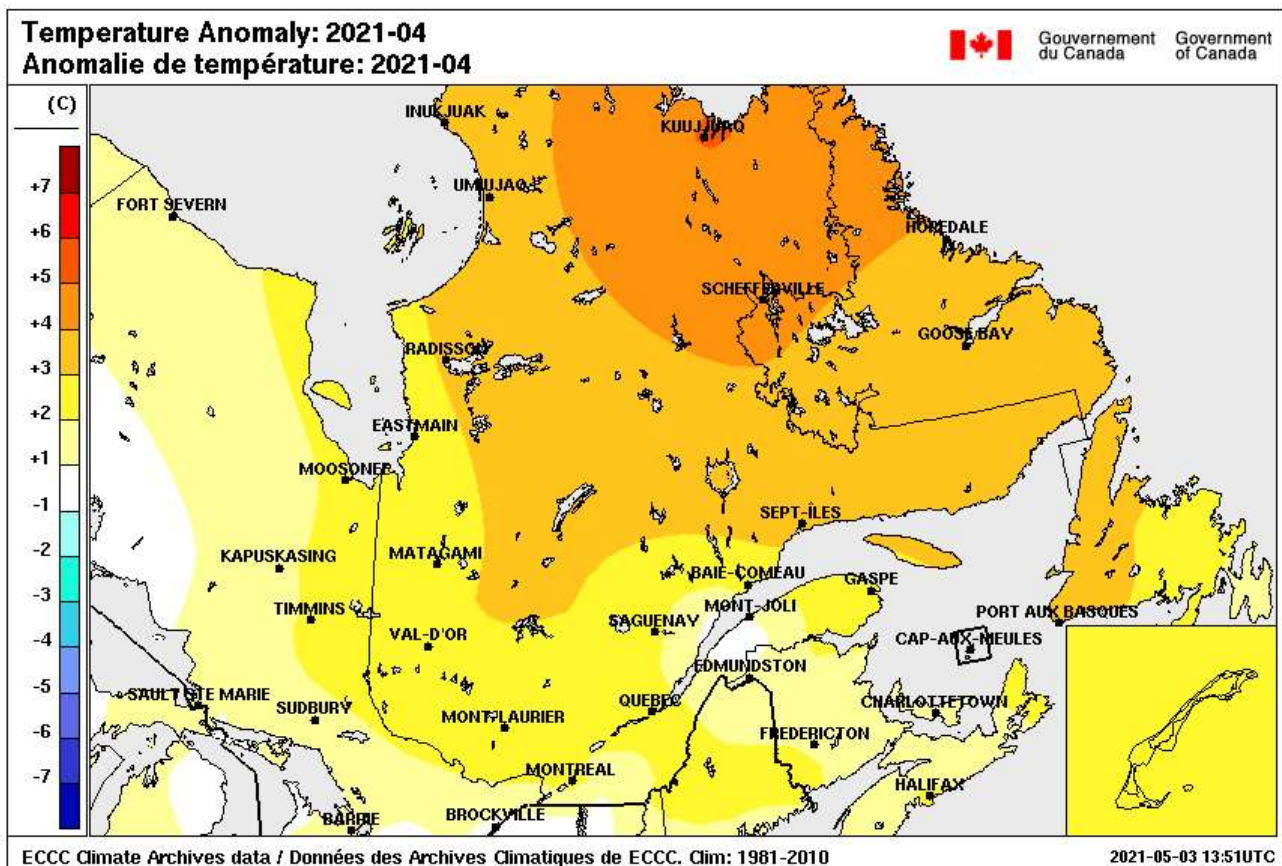 Temperature Anomaly: 2021-04
Anomalie de température: 2021-04
Gouvernement du Canada
Government of Canada
(C)
+7
+6
+5
+4
+3
+2
+1
-1
-2
-3
-4
-5
-6
-7
INUKJUAK
KUUJJUAQ
UMIUJAQ
FORT SEVERN
HOPEDALE
SCHEFFERVILLE
GOOSE BAY
RADISSON
EASTMAIN
MOOSONEE
SEPT-ÎLES
MATAGAMI
KAPUSKASING
BAIE-COMEAU
GASPE
TIMMINS
MONT-JOLI
PORT AUX BASQUES
SAGUENAY
VAL-D'OR
CAP-AUX-MEULES
EDMUNDSTON
SAULT STE MARIE
SUDBURY
QUEBEC
CHARLOTTETOWN
MONT-LAURIER
FREDERICTON
MONTREAL
HALIFAX
BROCKVILLE
BARRIE
ECCC Climate Archives data / Données des Archives Climatiques de ECCC. Clim: 1981-2010
2021-05-03 13:51UTC